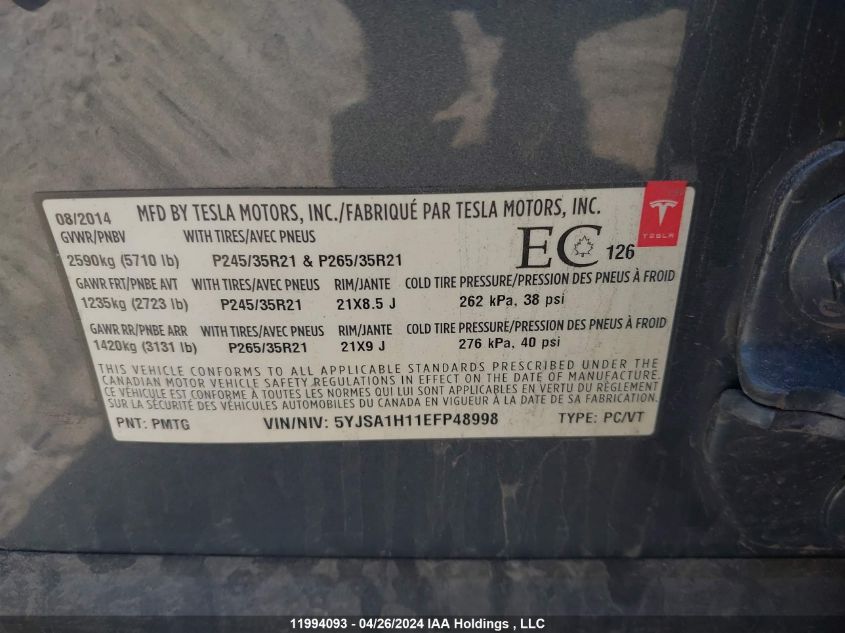 08/2014 MFD BY TESLA MOTORS, INC./FABRIQUÉ PAR TESLA MOTORS, INC.
GVWR/PNBV WITH TIRES/AVEC PNEUS
2590kg (5710 lb) P245/35R21 & P265/35R21
EC 126
TESLA
GAWR FRT/PNBE AVT WITH TIRES/AVEC PNEUS RIM/JANTE COLD TIRE PRESSURE/PRESSION DES PNEUS À FROID
1235kg (2723 lb) P245/35R21 21X8.5 J 262 kPa, 38 psi
GAWR RR/PNBE ARR WITH TIRES/AVEC PNEUS RIM/JANTE COLD TIRE PRESSURE/PRESSION DES PNEUS À FROID
1420kg (3131 lb) P265/35R21 21X9 J 276 kPa, 40 psi
THIS VEHICLE CONFORMS TO ALL APPLICABLE STANDARDS PRESCRIBED UNDER THE
CANADIAN MOTOR VEHICLE SAFETY REGULATIONS IN EFFECT ON THE DATE OF MANUFACTURE
CE VÉHICULE EST CONFORME À TOUTES LES NORMES QUI LUI SONT APPLICABLES EN VERTU DU RÈGLEMENT
SUR LA SÉCURITÉ DES VÉHICULES AUTOMOBILES DU CANADA EN VIGUEUR À LA DATE DE SA FABRICATION
PNT: PMTG VIN/NIV: 5YJSA1H11EFP48998 TYPE: PC/VT
11994093 - 04/26/2024 IAA Holdings , LLC